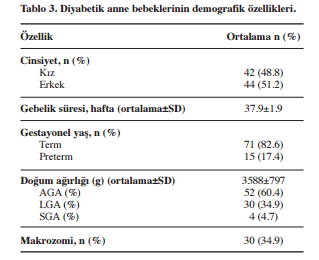 Tablo 3. Diyabetik anne bebeklerinin demografik özellikleri.
Özellik Ortalama n (%)
Cinsiyet, n (%)
Kız 42 (48.8)
Erkek 44 (51.2)
Gebelik süresi, hafta (ortalama±SD) 37.9±1.9
Gestayonel yaş, n (%)
Term 71 (82.6)
Preterm 15 (17.4)
Doğum ağırlığı (g) (ortalama±SD) 3588±797
AGA (%) 52 (60.4)
LGA (%) 30 (34.9)
SGA (%) 4 (4.7)
Makrozomi, n (%) 30 (34.9)